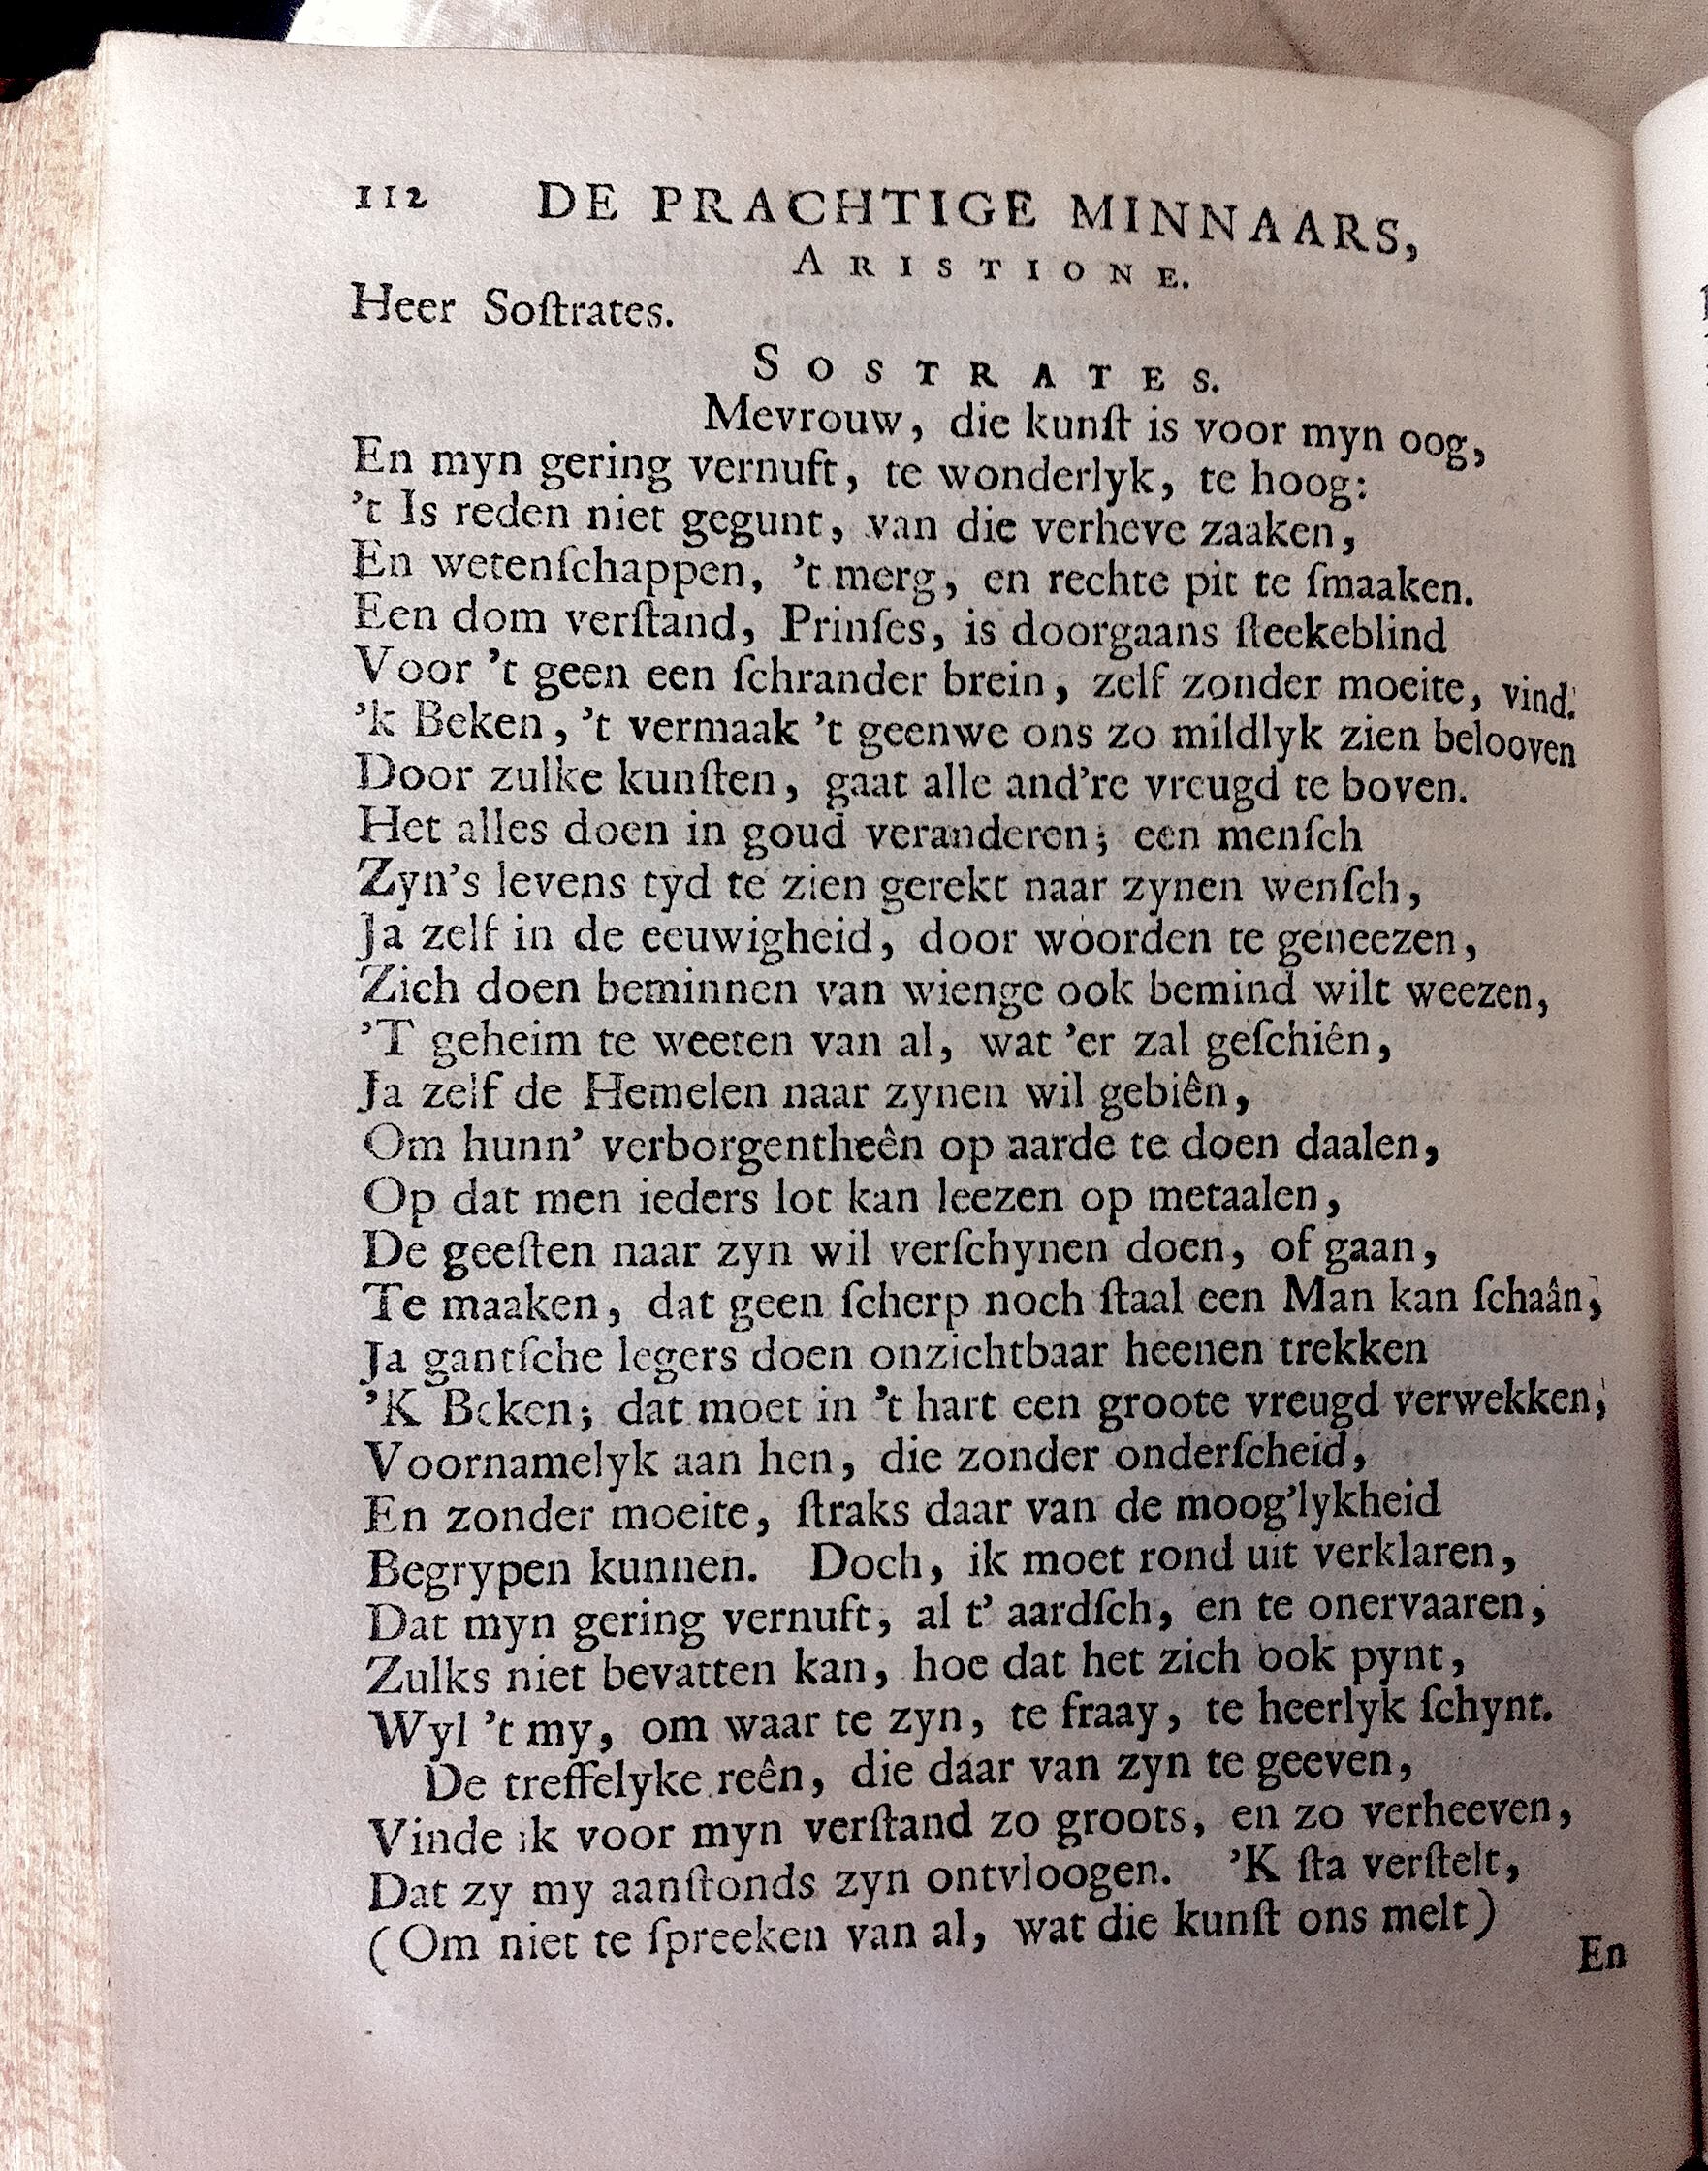 112 DE PRACHTIGE MINNAARS,
ARISTIONE.
Heer Soſtrates.
SOSTRATES.
Mevrouw, die kunſt is voor myn oog,
En myn gering vernuft, te wonderlyk, te hoog:
't Is reden niet gegunt, van die verheve zaaken,
En wetenſchappen, 't merg, en rechte pit te ſmaaken.
Een dom verſtand, Prinſes, is doorgaans ſteekeblind
Voor 't geen een ſchrander brein, zelf zonder moeite, vind.
'k Beken, 't vermaak 't geenwe ons zo mildlyk zien belooven
Door zulke kunſten, gaat alle and're vreugd te boven.
Het alles doen in goud veranderen; een menſch
Zyn's levens tyd te zien gerekt naar zynen wenſch,
Ja zelf in de eeuwigheid, door woorden te geneezen,
Zich doen beminnen van wienge ook bemind wilt weezen,
'T geheim te weeten van al, wat 'er zal geſchiên,
Ja zelf de Hemelen naar zynen wil gebiên,
Om hunn' verborgentheên op aarde te doen daalen,
Op dat men ieders lot kan leezen op metaalen,
De geeſten naar zyn wil verſchynen doen, of gaan,
Te maaken, dat geen ſcherp noch ſtaal een Man kan ſchaân;
Ja gantſche legers doen onzichtbaar heenen trekken
'K Beken; dat moet in 't hart een groote vreugd verwekken;
Voornamelyk aan hen, die zonder onderſcheid,
En zonder moeite, ſtraks daar van de moog'lykheid
Begrypen kunnen. Doch, ik moet rond uit verklaren,
Dat myn gering vernuft, al t' aardſch, en te onervaaren,
Zulks niet bevatten kan, hoe dat het zich ook pynt,
Wyl 't my, om waar te zyn, te fraay, te heerlyk ſchynt.
De treffelyke reên, die daar van zyn te geeven,
Vinde ik voor myn verſtand zo groots, en zo verheeven,
Dat zy my aanſtonds zyn ontvloogen. 'K ſta verſtelt,
(Om niet te ſpreeken van al, wat die kunſt ons melt)
En